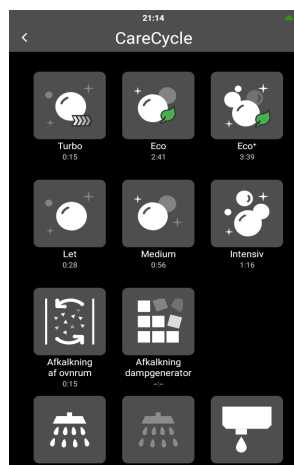 21:14
CareCycle
Turbo
0:15
Eco
2:41
Eco⁺
3:39
Let
0:28
Medium
0:56
Intensiv
1:16
Afkalkning
af ovnrum
0:15
Afkalkning
dampgenerator
--:--